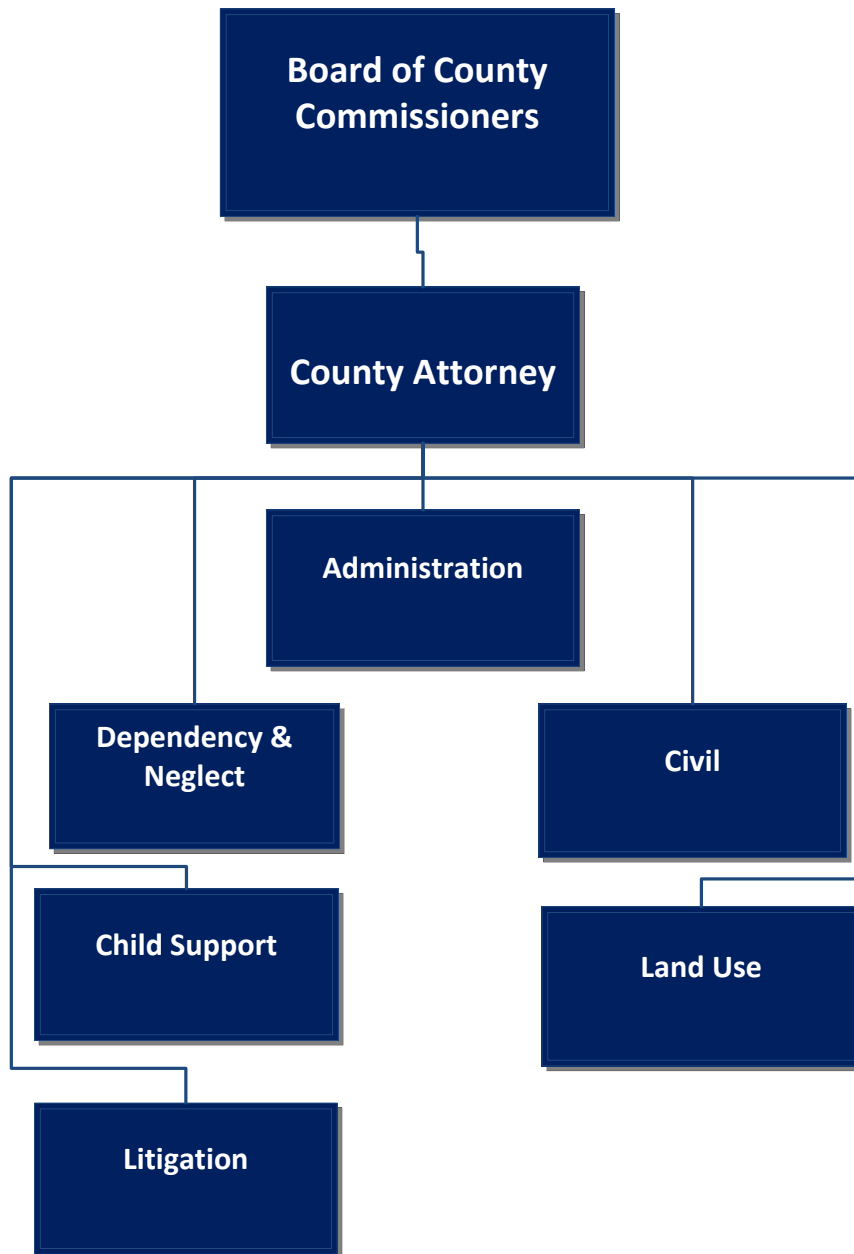 Board of County
Commissioners
County Attorney
Administration
Dependency &
Neglect
Civil
Child Support
Land Use
Litigation